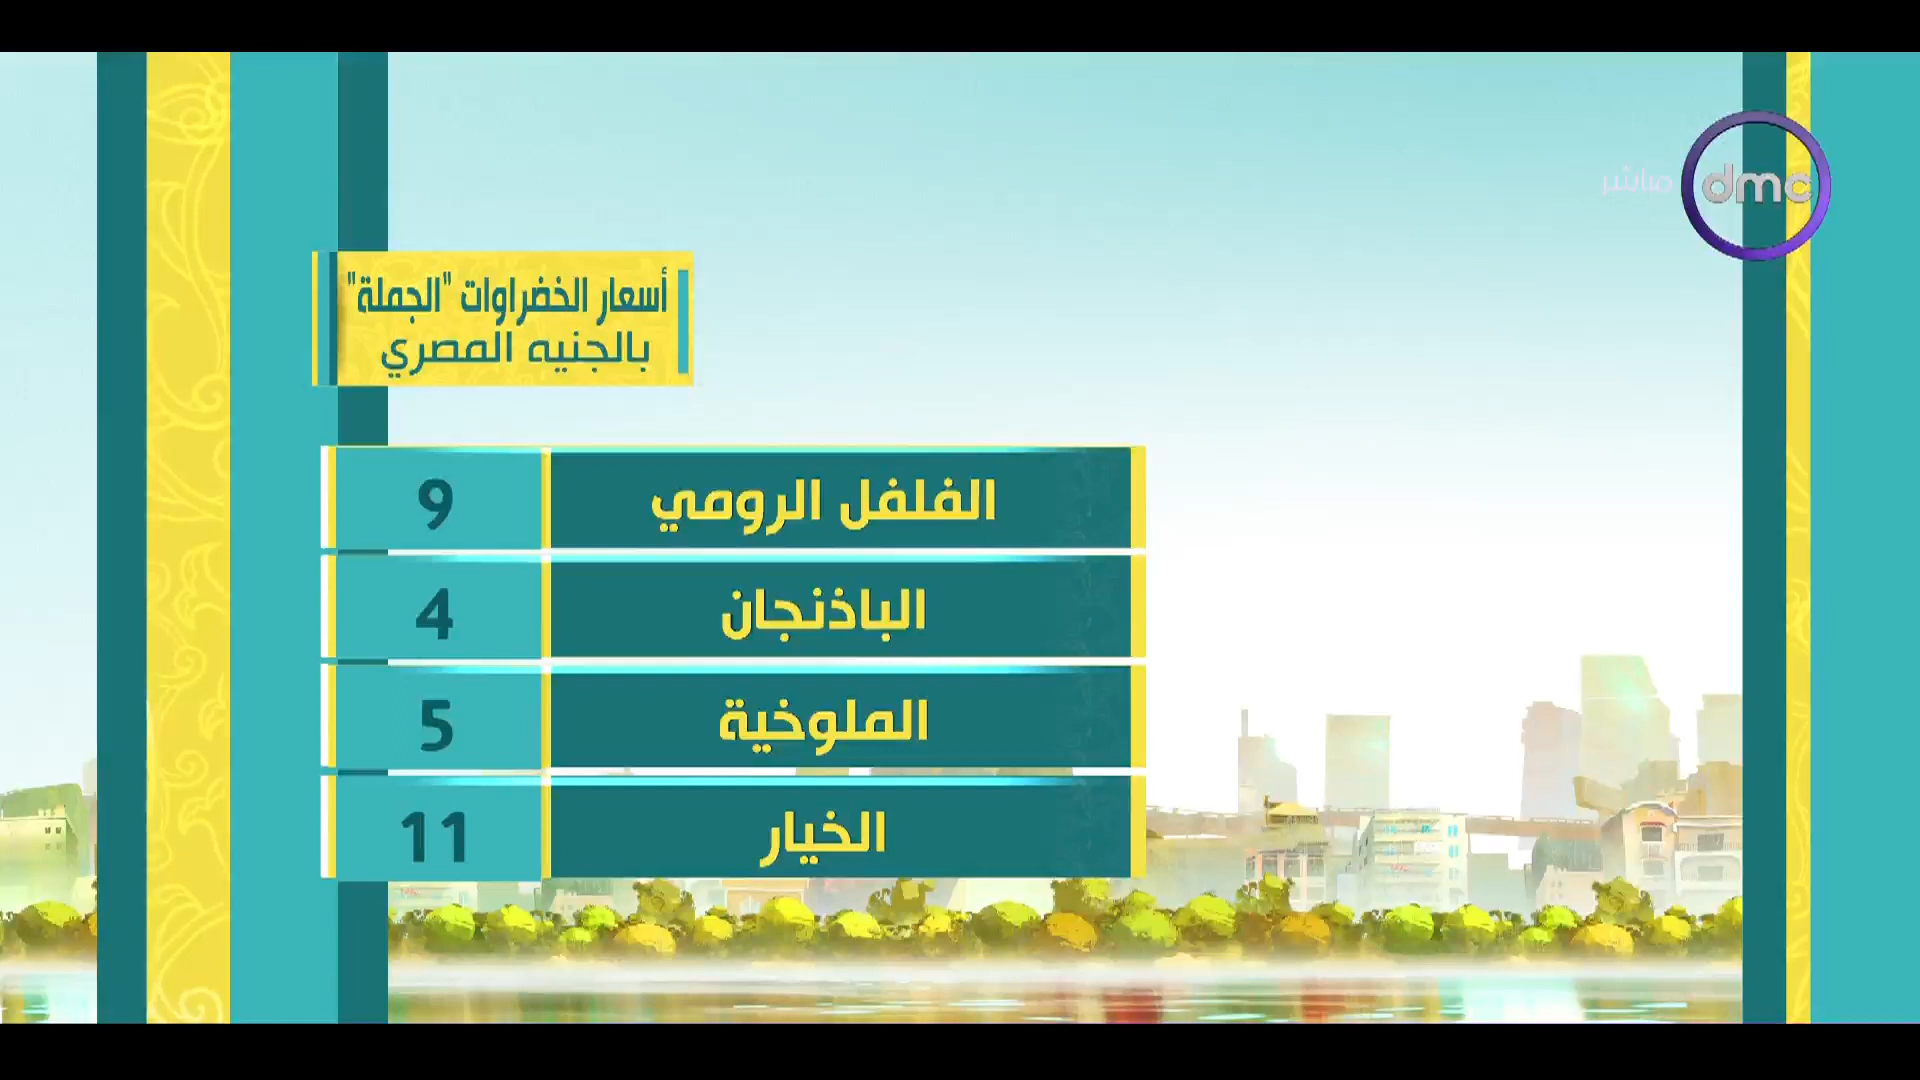 مباشر
dmc
أسعار الخضراوات "الجملة"
بالجنيه المصري
الفلفل الرومي 9
الباذنجان 4
الملوخية 5
الخيار 11